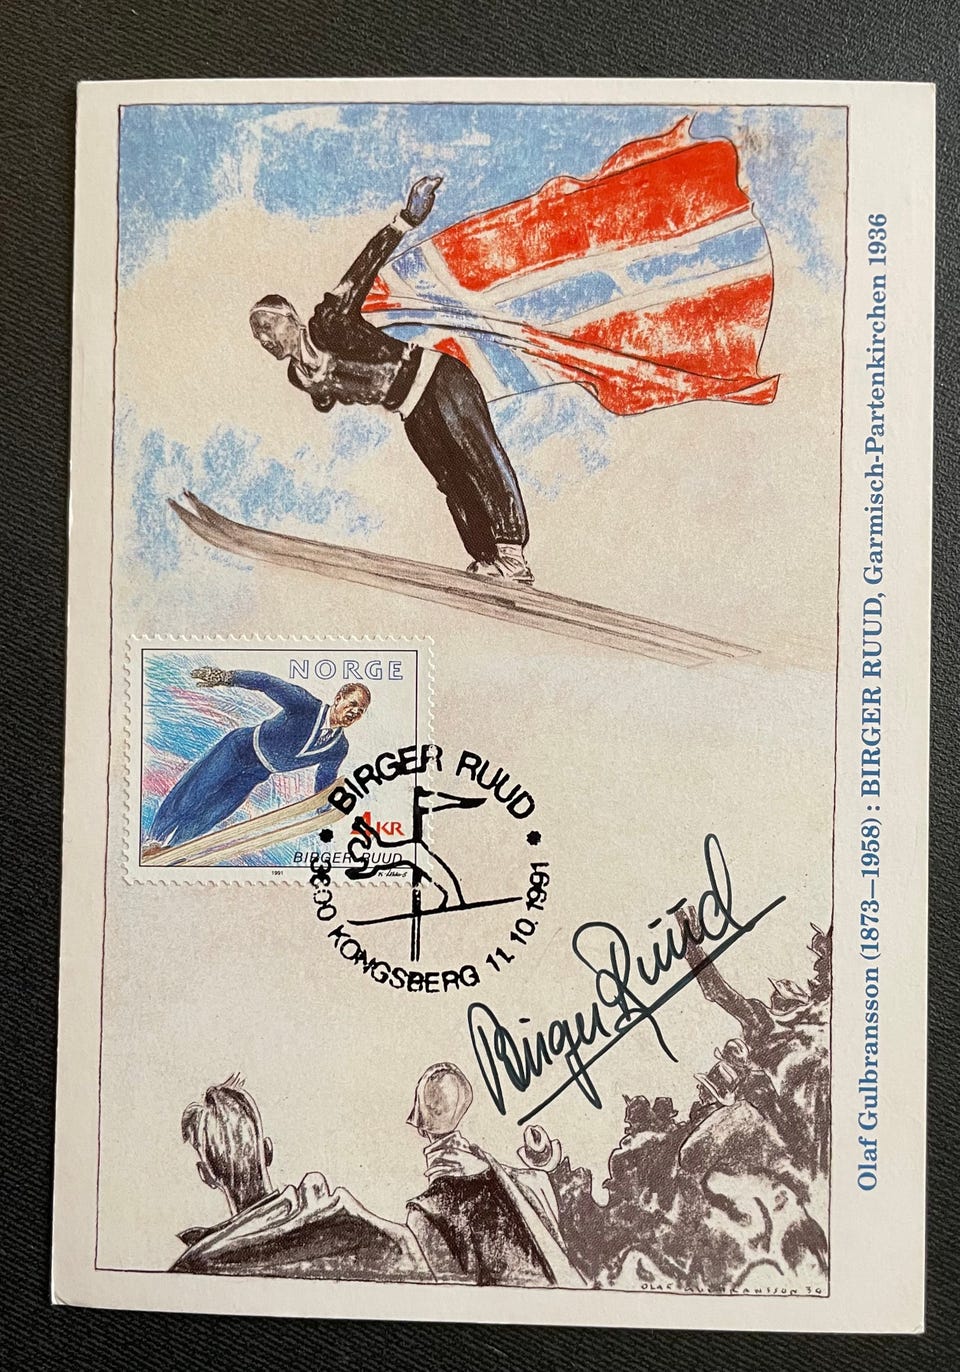 Olaf Gulbransson (1873–1958) : BIRGER RUUD, Garmisch-Partenkirchen 1936
NORGE
4 KR
BIRGER RUUD
1991
* BIRGER RUUD *
3600 KONGSBERG 11.10.1991
Birger Ruud
OLAF GULBRANSSON 36